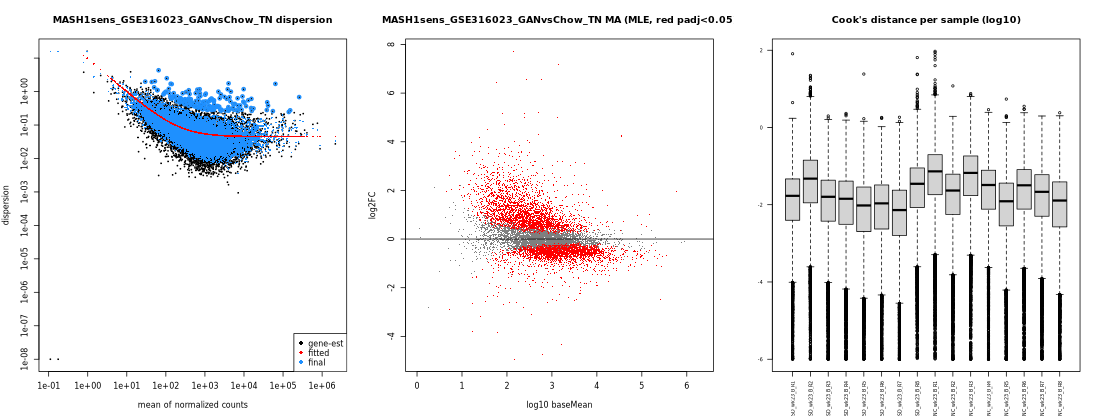 MASH1sens_GSE316023_GANvsChow_TN dispersion
dispersion
1e+00
1e-01
1e-02
1e-03
1e-04
1e-05
1e-06
1e-07
1e-08
gene-est
fitted
final
1e-01 1e+00 1e+01 1e+02 1e+03 1e+04 1e+05 1e+06
mean of normalized counts
MASH1sens_GSE316023_GANvsChow_TN MA (MLE, red padj<0.05
log2FC
8
6
4
2
0
-2
-4
0 1 2 3 4 5 6
log10 baseMean
Cook's distance per sample (log10)
2
0
-2
-4
-6